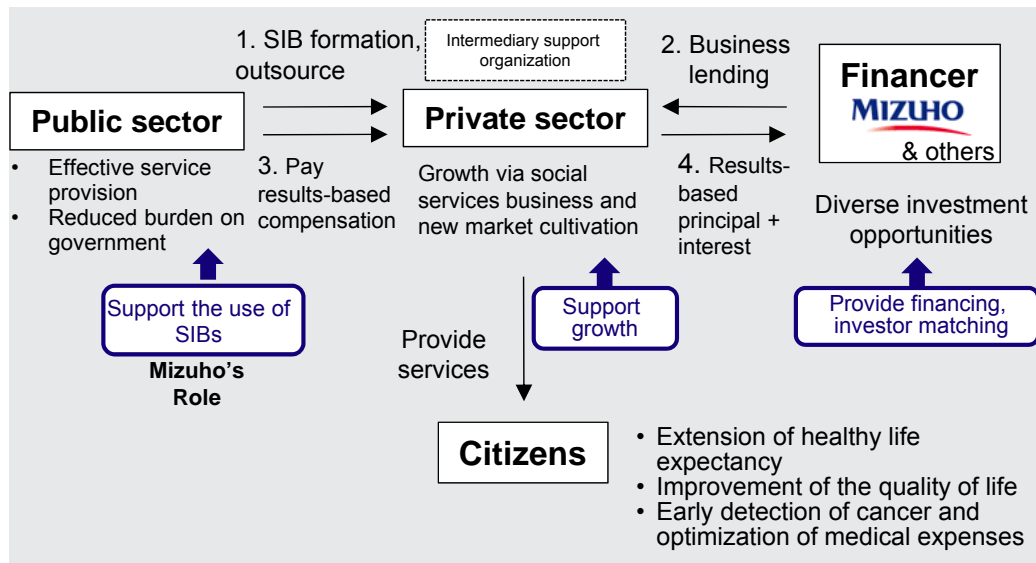 1. SIB formation,
outsource
Intermediary support
organization
2. Business
lending
Financer
MIZUHO
& others
Public sector
Private sector
• Effective service
provision
• Reduced burden on
government
3. Pay
results-based
compensation
Growth via social
services business and
new market cultivation
4. Results-
based
principal +
interest
Diverse investment
opportunities
Support the use of
SIBs
Mizuho’s
Role
Support
growth
Provide financing,
investor matching
Provide
services
Citizens
• Extension of healthy life
expectancy
• Improvement of the quality of life
• Early detection of cancer and
optimization of medical expenses